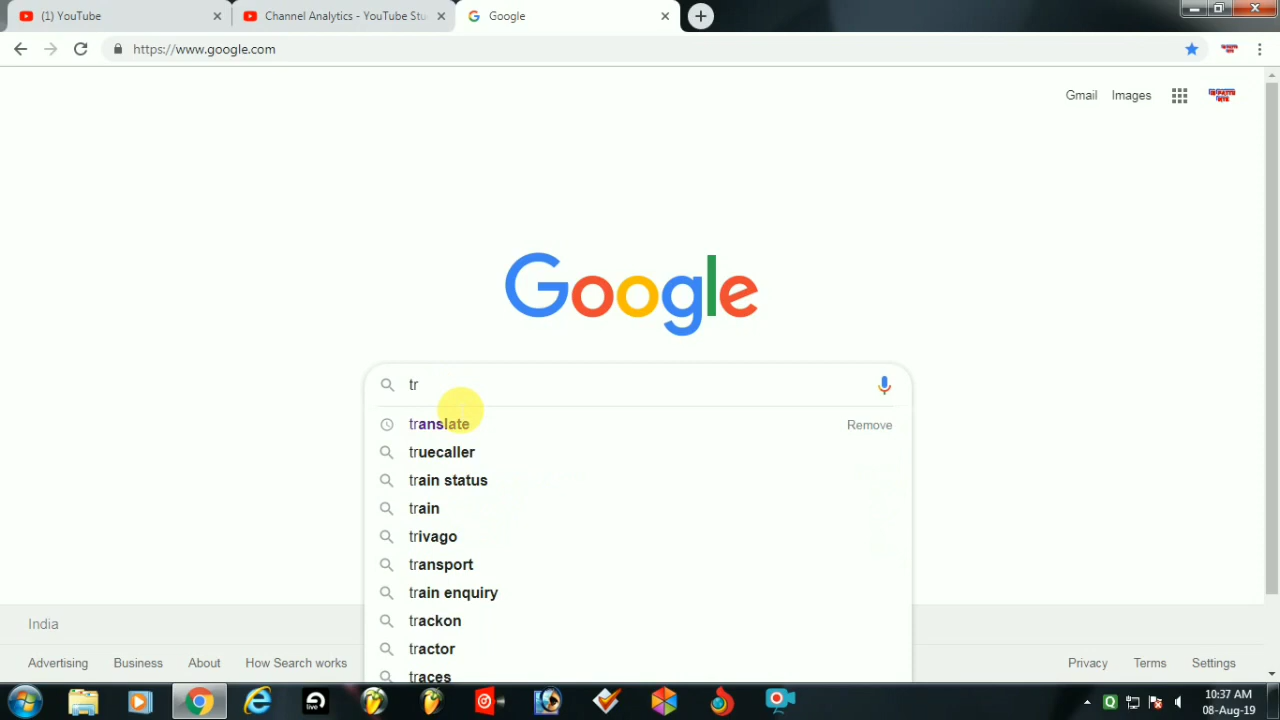 (1) YouTube
Channel Analytics - YouTube Stu
Google
https://www.google.com
Gmail
Images
Google
tr
translate
Remove
truecaller
train status
train
trivago
transport
train enquiry
trackon
tractor
traces
India
Advertising
Business
About
How Search works
Privacy
Terms
Settings
live
Q
10:37 AM
08-Aug-19